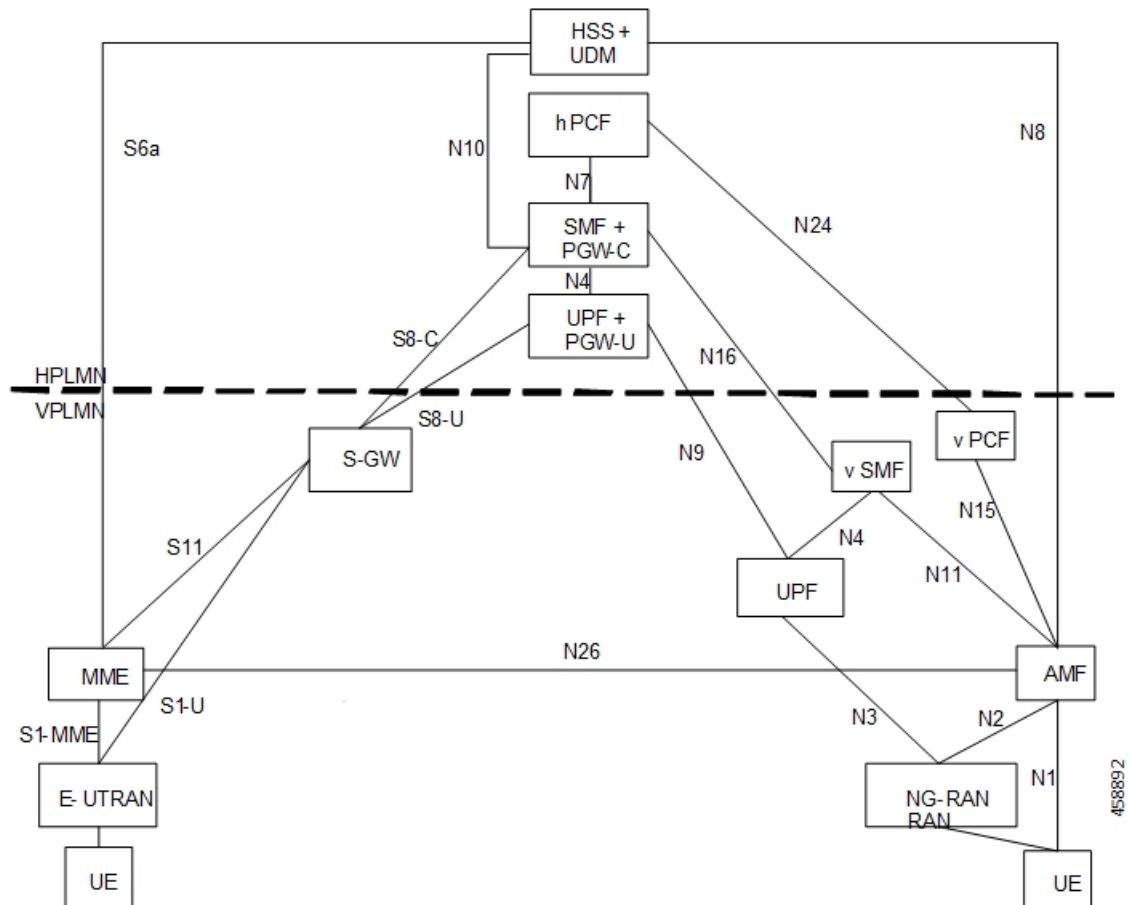 HSS +
UDM
h PCF
S6a
N10
N8
N7
SMF +
PGW-C
N24
N4
UPF +
PGW-U
S8-C
N16
HPLMN
VPLMN
S8-U
v PCF
S-GW
N9
v SMF
N15
S11
N4
N11
UPF
N26
MME
AMF
S1-U
N3
N2
S1-MME
N1
E- UTRAN
NG-RAN
RAN
458892
UE
UE